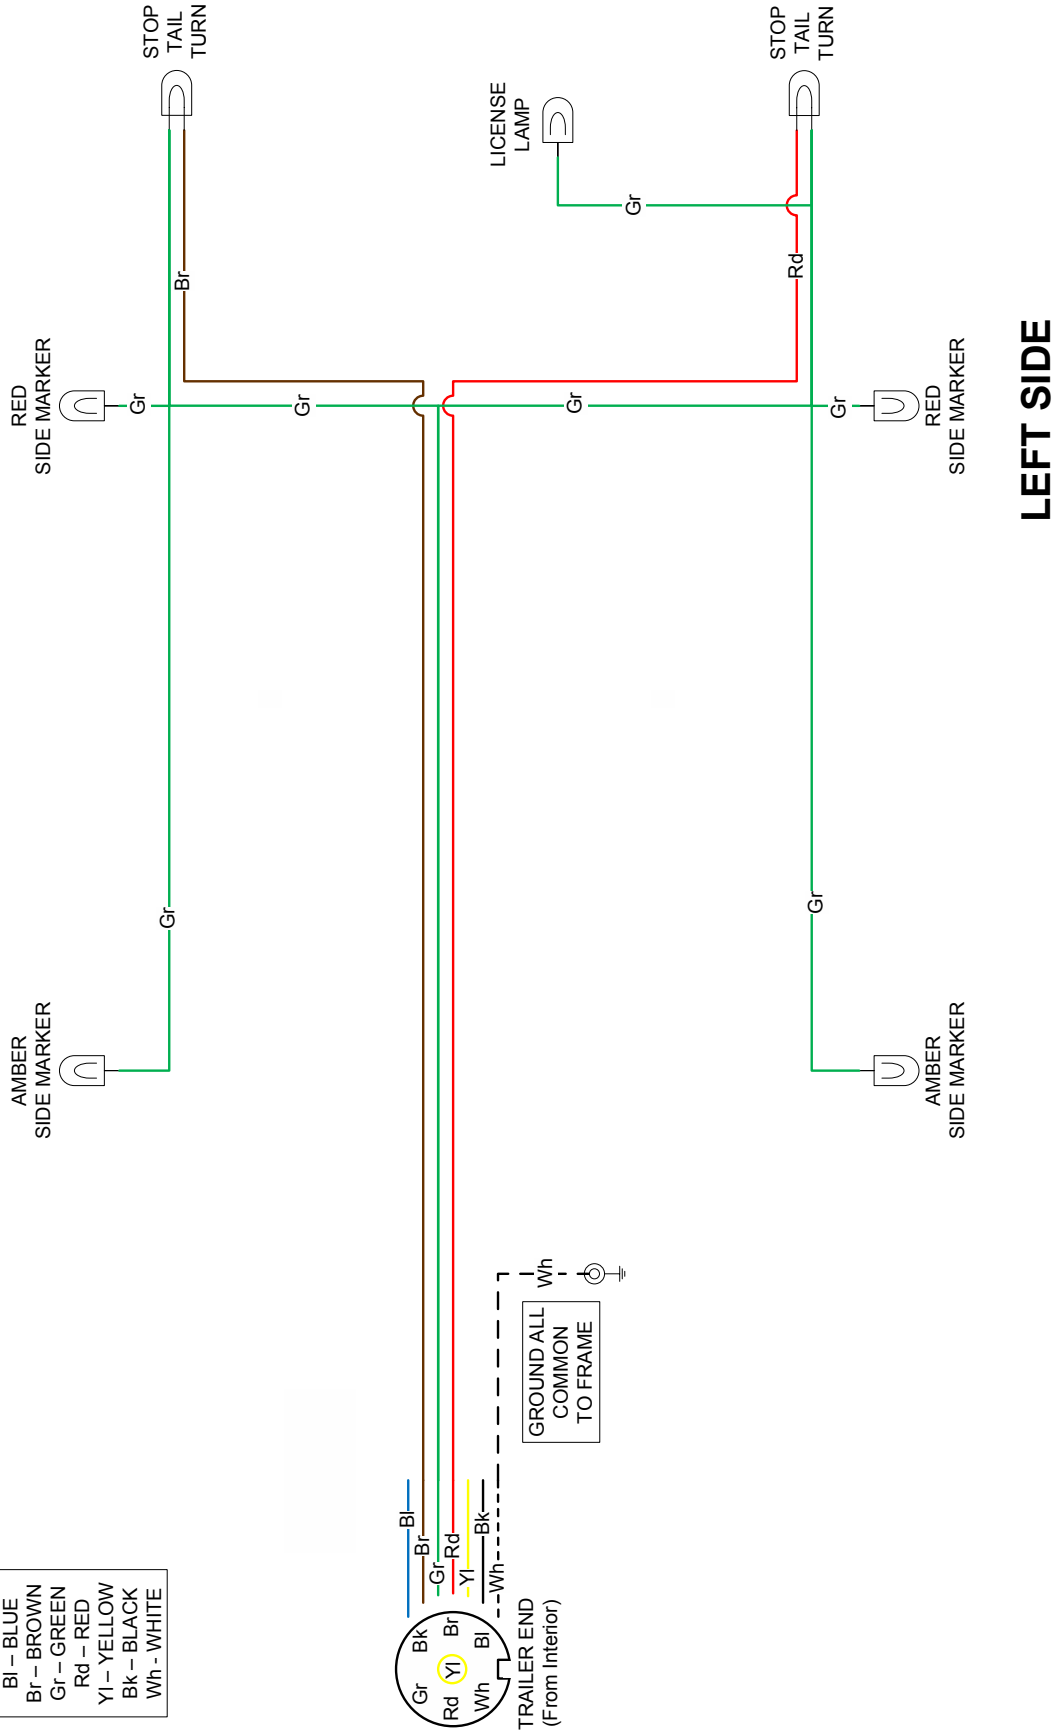 STOP
TAIL
TURN
STOP
TAIL
TURN
LICENSE
LAMP
Gr
Br
Rd
RED
SIDE MARKER
Gr
Gr
Gr
Gr
RED
SIDE MARKER
LEFT SIDE
Gr
Gr
AMBER
SIDE MARKER
AMBER
SIDE MARKER
Wh
GROUND ALL
COMMON
TO FRAME
Bl
Br
Gr
Rd
Yl
Bk
Wh
Bl – BLUE
Br – BROWN
Gr – GREEN
Rd – RED
Yl – YELLOW
Bk – BLACK
Wh - WHITE
Gr
Bk
Rd
Yl
Br
Wh
Bl
TRAILER END
(From Interior)